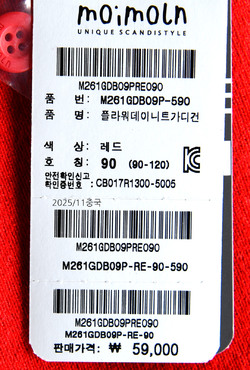 moimoln
UNIQUE SCANDISTYLE
M261GDB09PRE090
품 번: M261GDB09P-590
품 명: 플라워데이니트가디건
색 상: 레드
호 칭: 90 (90-120)
안전확인신고
확인증번호 :CB017R1300-5005
2025/11중국
M261GDB09PRE090
M261GDB09P-RE-90-590
M261GDB09PRE090
M261GDB09P-RE-90
판매가격: ₩ 59,000